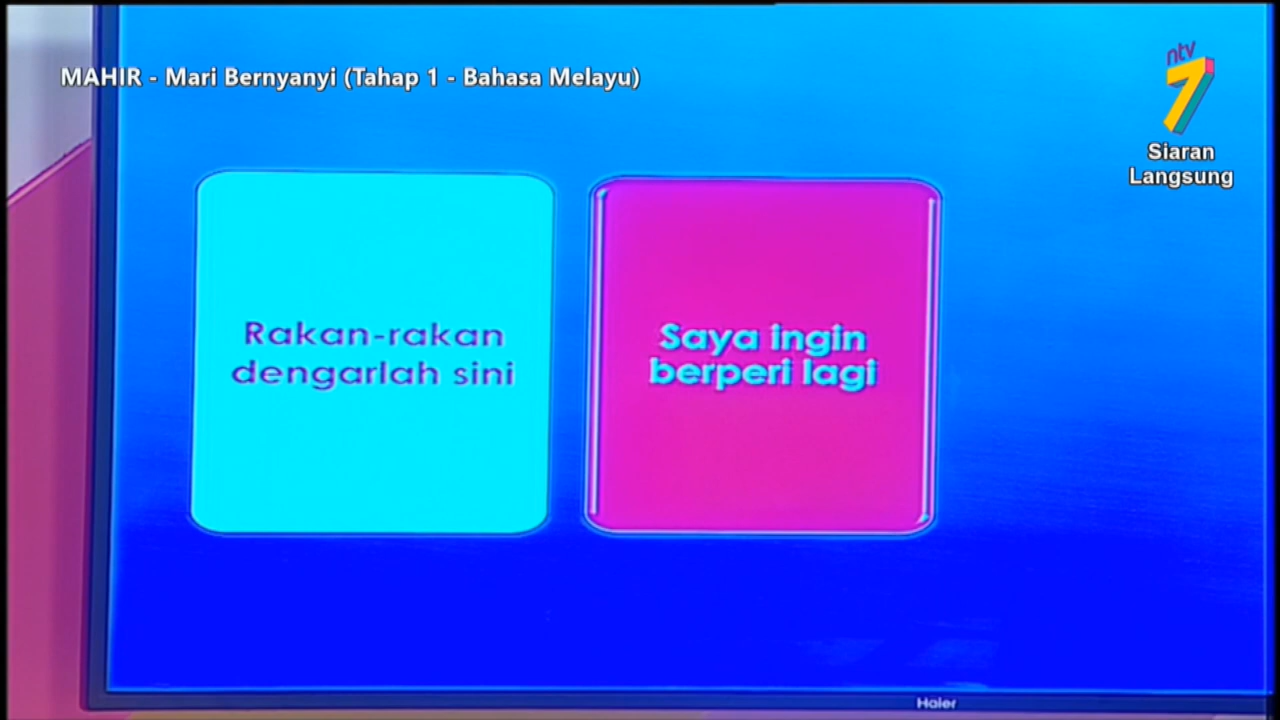 MAHIR - Mari Bernyanyi (Tahap 1 - Bahasa Melayu)
ntv
7
Siaran
Langsung
Rakan-rakan
dengarlah sini
Saya ingin
berperi lagi
Haier